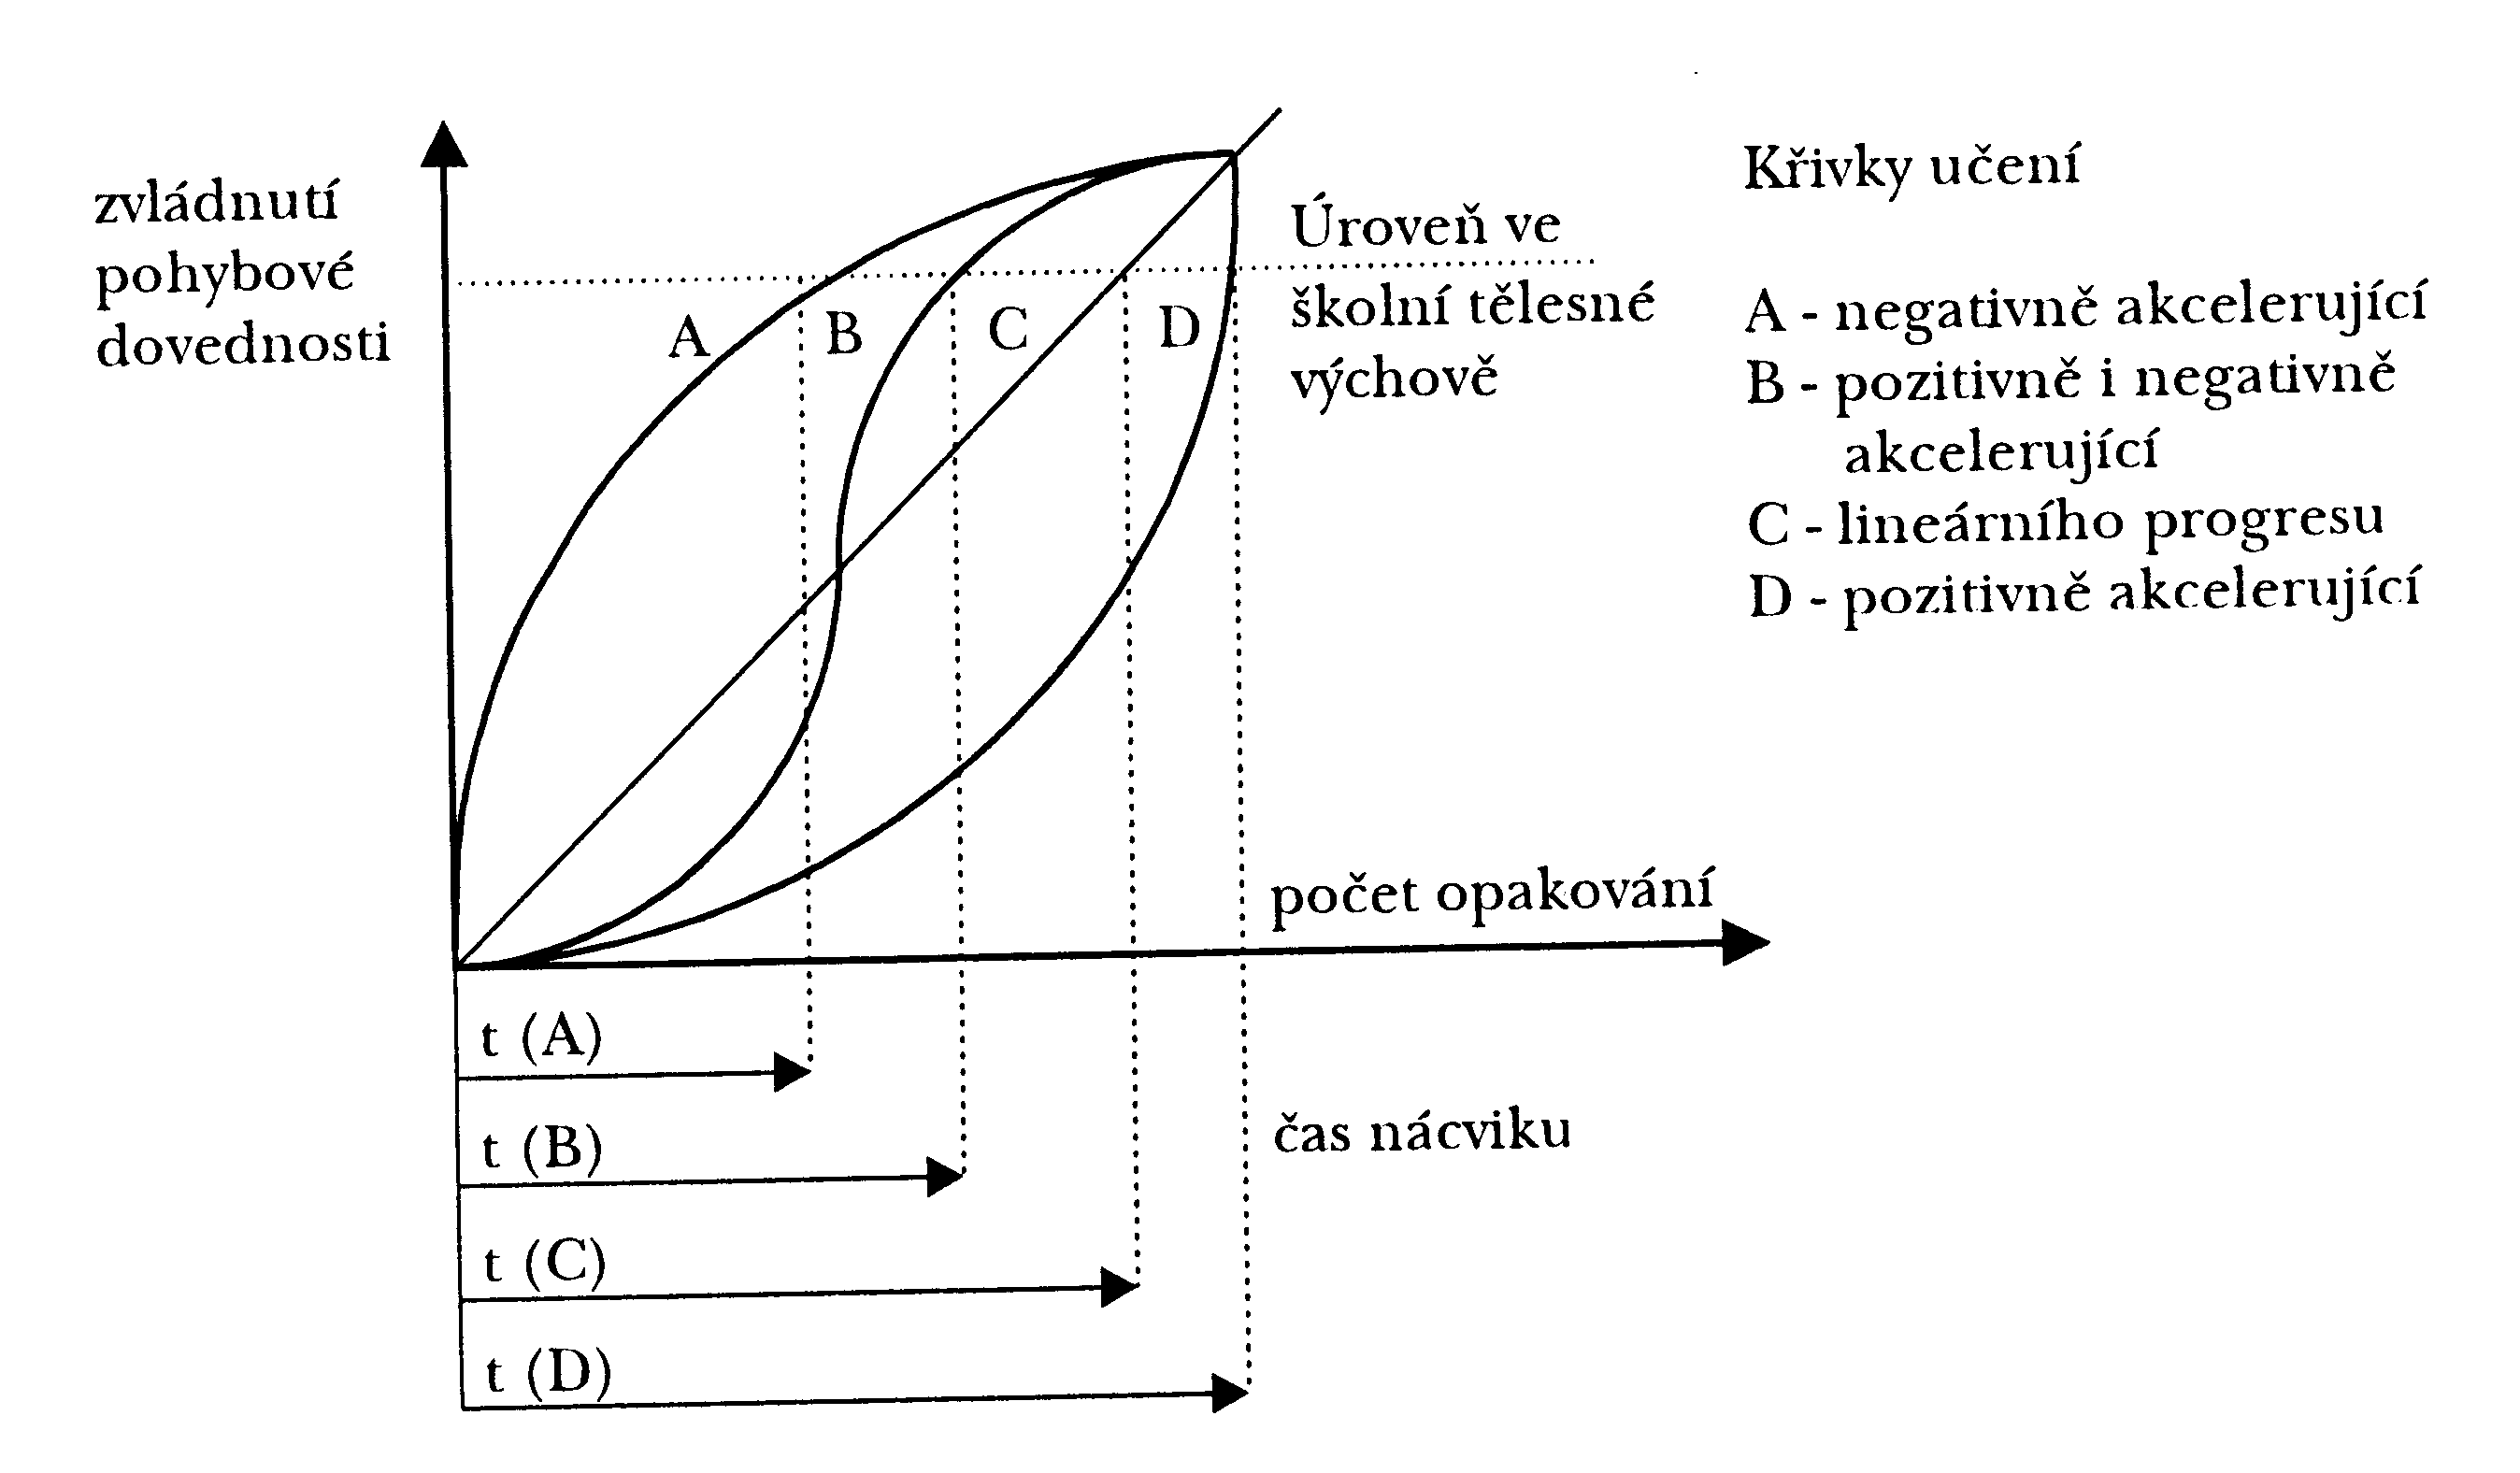 zvládnutí
pohybové
dovednosti
A
B
C
D
Úroveň ve
školní tělesné
výchově
Křivky učení
A - negativně akcelerující
B - pozitivně i negativně
akcelerující
C - lineárního progresu
D - pozitivně akcelerující
počet opakování
t (A)
t (B)
čas nácviku
t (C)
t (D)